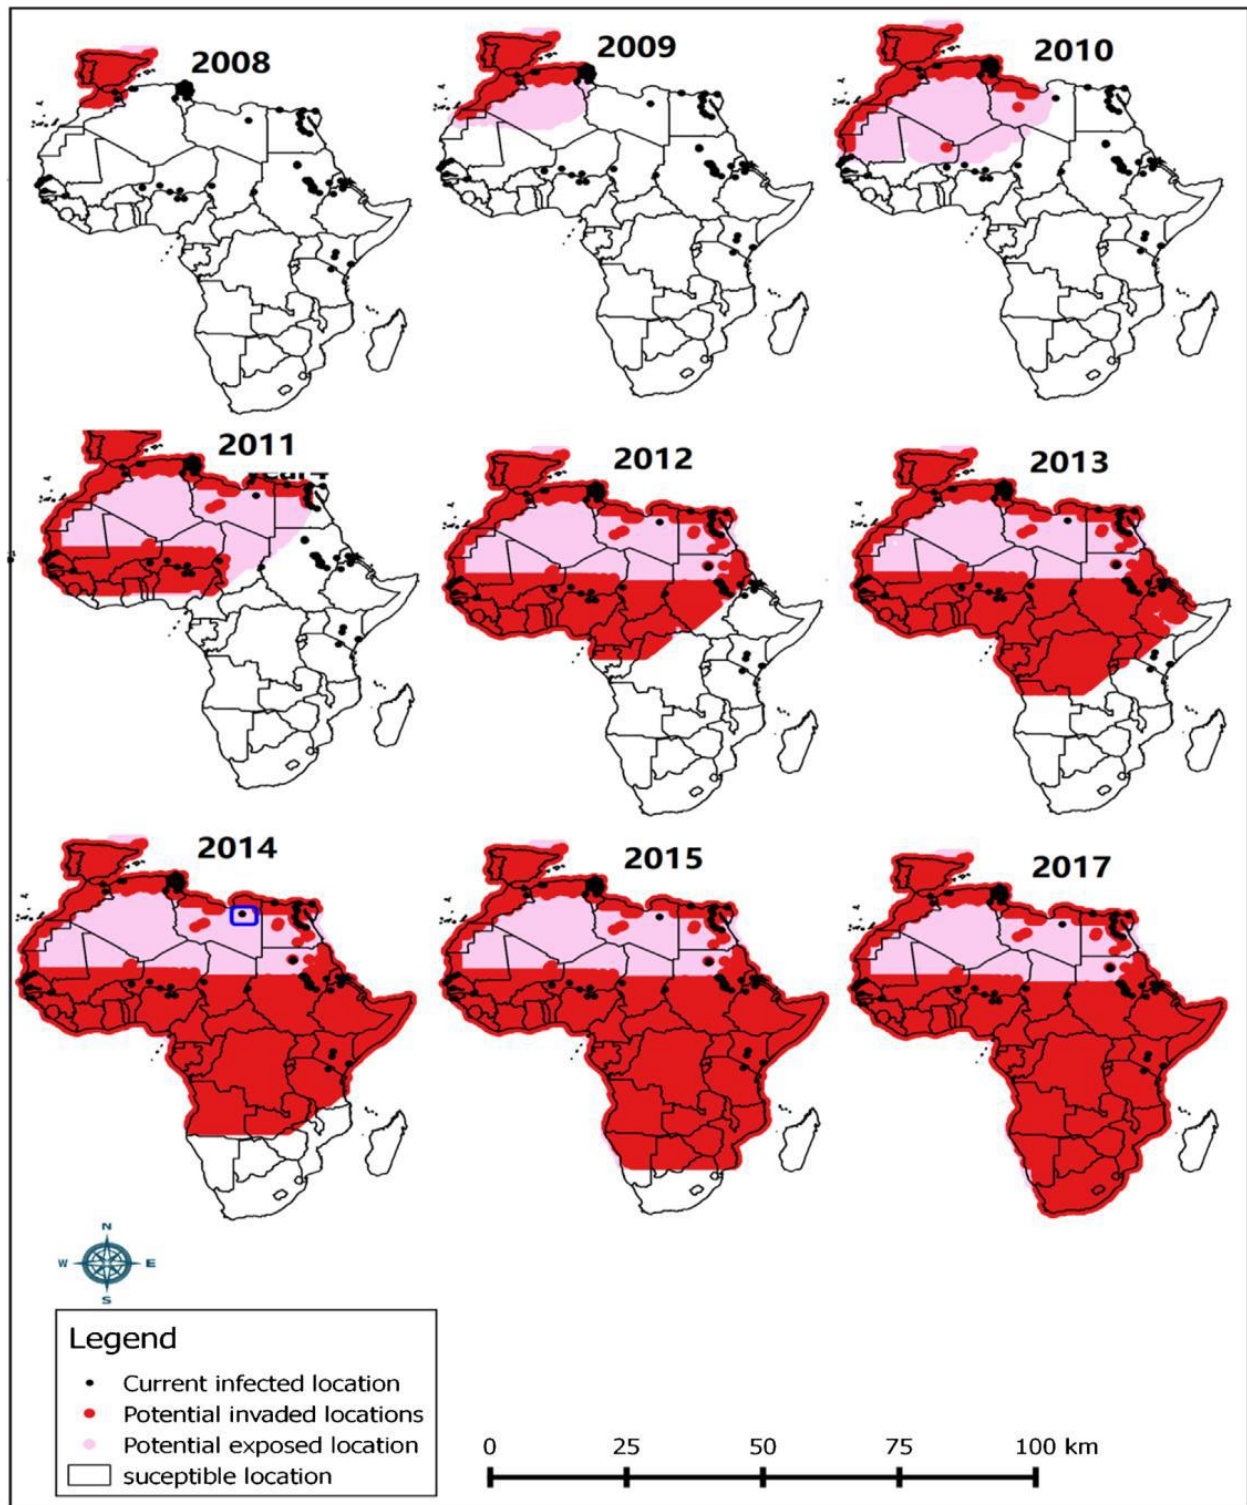 2008
2009
2010
2011
2012
2013
2014
2015
2017
N
W E
S
Legend
Current infected location
Potential invaded locations
Potential exposed location
suceptible location
0 25 50 75 100 km